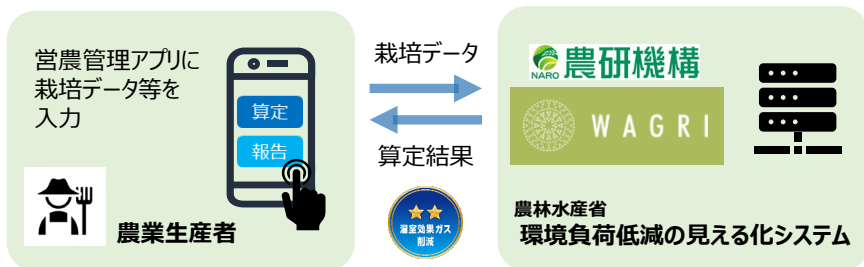 営農管理アプリに
栽培データ等を
入力
算定
報告
農業生産者
栽培データ
算定結果
温室効果ガス
削減
NARO
農研機構
WAGRI
農林水産省
環境負荷低減の見える化システム